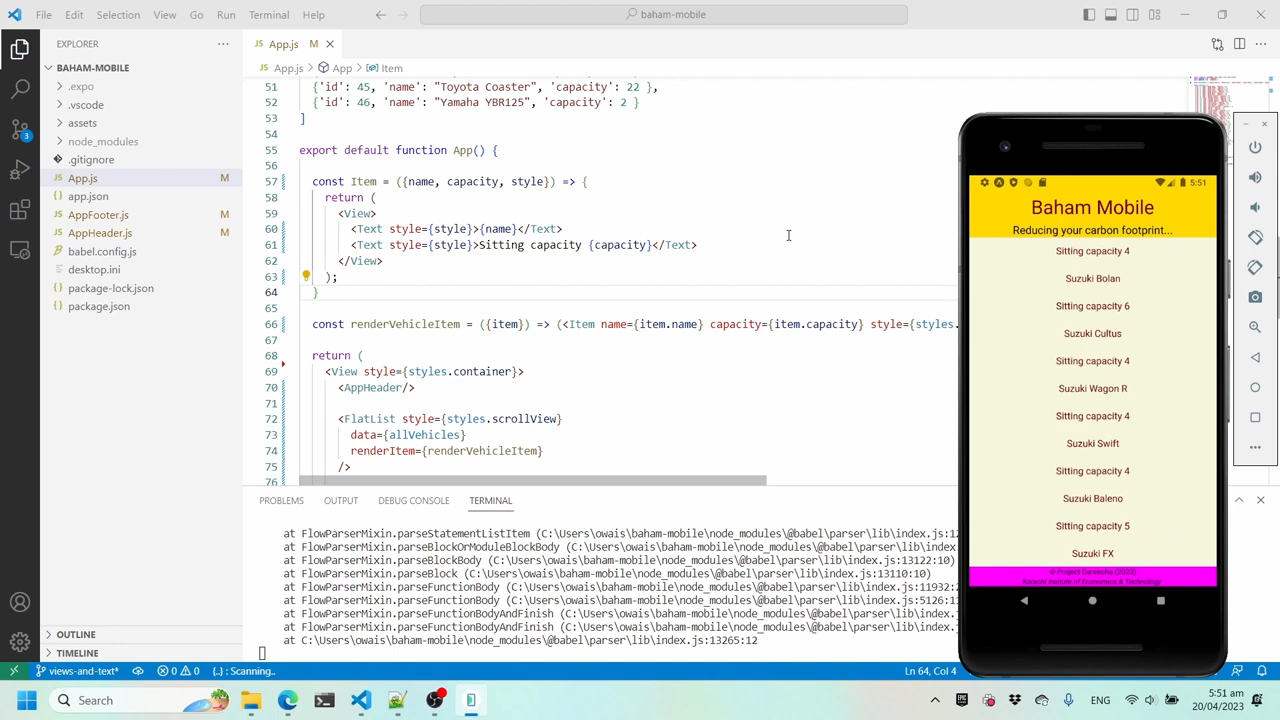 File Edit Selection View Go Run Terminal Help
baham-mobile
EXPLORER
BAHAM-MOBILE
.expo
.vscode
assets
node_modules
.gitignore
App.js M
app.json
AppFooter.js M
AppHeader.js M
babel.config.js
desktop.ini
package-lock.json
package.json
OUTLINE
TIMELINE
3
JS App.js M
JS App.js > App > Item
51 {'id': 45, 'name': "Toyota Coaster", 'capacity': 22 },
52 {'id': 46, 'name': "Yamaha YBR125", 'capacity': 2 }
53 ]
54
55 export default function App() {
56
57 const Item = ({name, capacity, style}) => {
58 return (
59 <View>
60 <Text style={style}>{name}</Text>
61 <Text style={style}>Sitting capacity {capacity}</Text>
62 </View>
63 );
64 }
65
66 const renderVehicleItem = ({item}) => (<Item name={item.name} capacity={item.capacity} style={styles.
67
68 return (
69 <View style={styles.container}>
70 <AppHeader/>
71
72 <FlatList style={styles.scrollView}
73 data={allVehicles}
74 renderItem={renderVehicleItem}
75 />
76
PROBLEMS OUTPUT DEBUG CONSOLE TERMINAL
at FlowParserMixin.parseStatementListItem (C:\Users\owais\baham-mobile\node_modules\@babel\parser\lib\index.js:12
at FlowParserMixin.parseBlockOrModuleBlockBody (C:\Users\owais\baham-mobile\node_modules\@babel\parser\lib\index.
at FlowParserMixin.parseBlockBody (C:\Users\owais\baham-mobile\node_modules\@babel\parser\lib\index.js:13122:10)
at FlowParserMixin.parseBlock (C:\Users\owais\baham-mobile\node_modules\@babel\parser\lib\index.js:13110:10)
at FlowParserMixin.parseFunctionBody (C:\Users\owais\baham-mobile\node_modules\@babel\parser\lib\index.js:11932:
at FlowParserMixin.parseFunctionBody (C:\Users\owais\baham-mobile\node_modules\@babel\parser\lib\index.js:5126:1
at FlowParserMixin.parseFunctionBodyAndFinish (C:\Users\owais\baham-mobile\node_modules\@babel\parser\lib\index.
at FlowParserMixin.parseFunctionBodyAndFinish (C:\Users\owais\baham-mobile\node_modules\@babel\parser\lib\index.
at C:\Users\owais\baham-mobile\node_modules\@babel\parser\lib\index.js:13265:12
5:51
Baham Mobile
Reducing your carbon footprint...
Sitting capacity 4
Suzuki Bolan
Sitting capacity 6
Suzuki Cultus
Sitting capacity 4
Suzuki Wagon R
Sitting capacity 4
Suzuki Swift
Sitting capacity 4
Suzuki Baleno
Sitting capacity 5
Suzuki FX
Karachi Institute of Economics & Technology
views-and-text* 0 0 {.} : Scanning.. Ln 64, Col 4
Search
ENG
5:51 am
20/04/2023